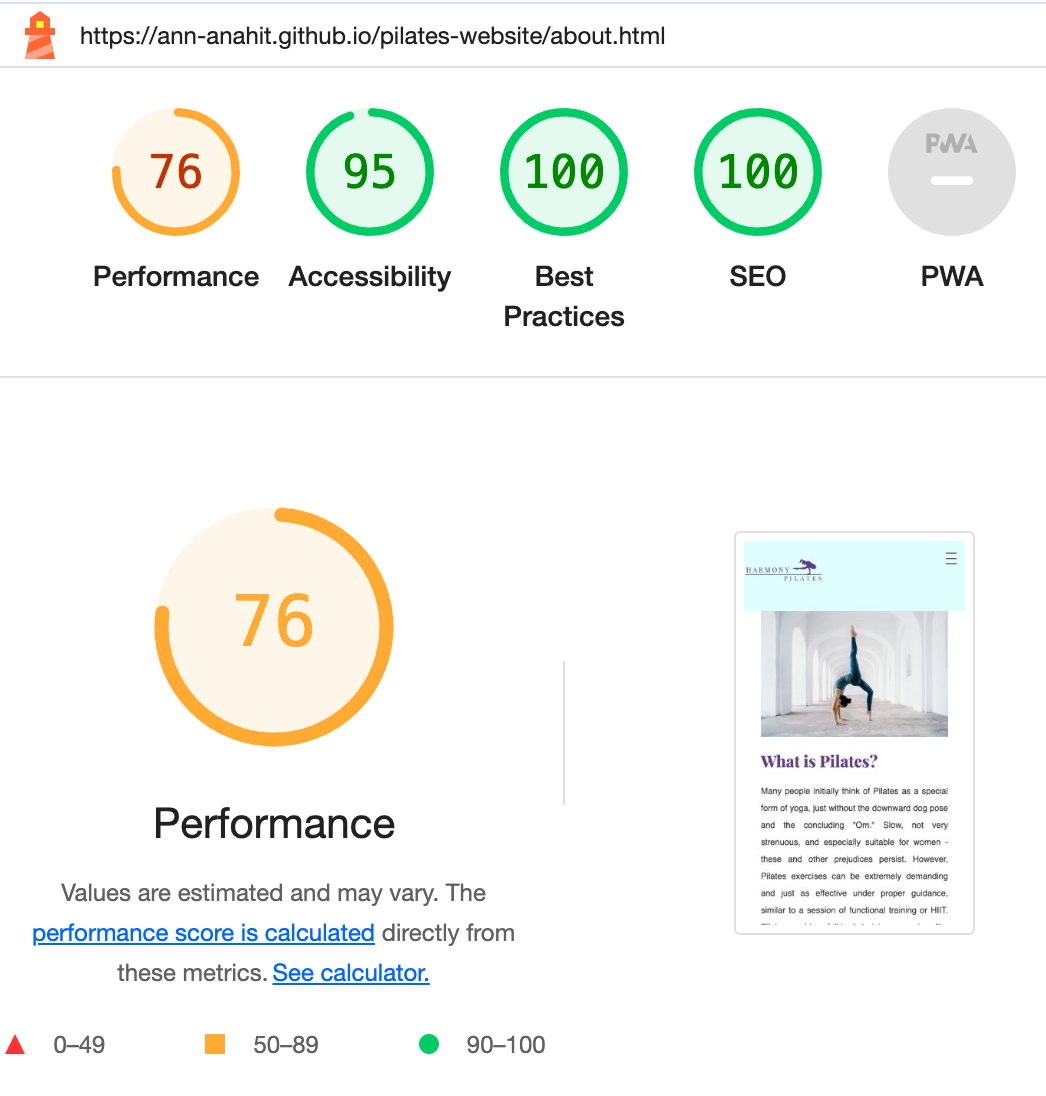 https://ann-anahit.github.io/pilates-website/about.html
76
95
100
100
PWA
Performance
Accessibility
Best
Practices
SEO
PWA
76
Performance
Values are estimated and may vary. The
performance score is calculated directly from
these metrics. See calculator.
0–49
50–89
90–100
HARMONY
PILATES
What is Pilates?
Many people initially think of Pilates as a special
form of yoga, just without the downward dog pose
and the concluding "Om." Slow, not very
strenuous, and especially suitable for women -
these and other prejudices persist. However,
Pilates exercises can be extremely demanding
and just as effective under proper guidance,
similar to a session of functional training or HIIT.